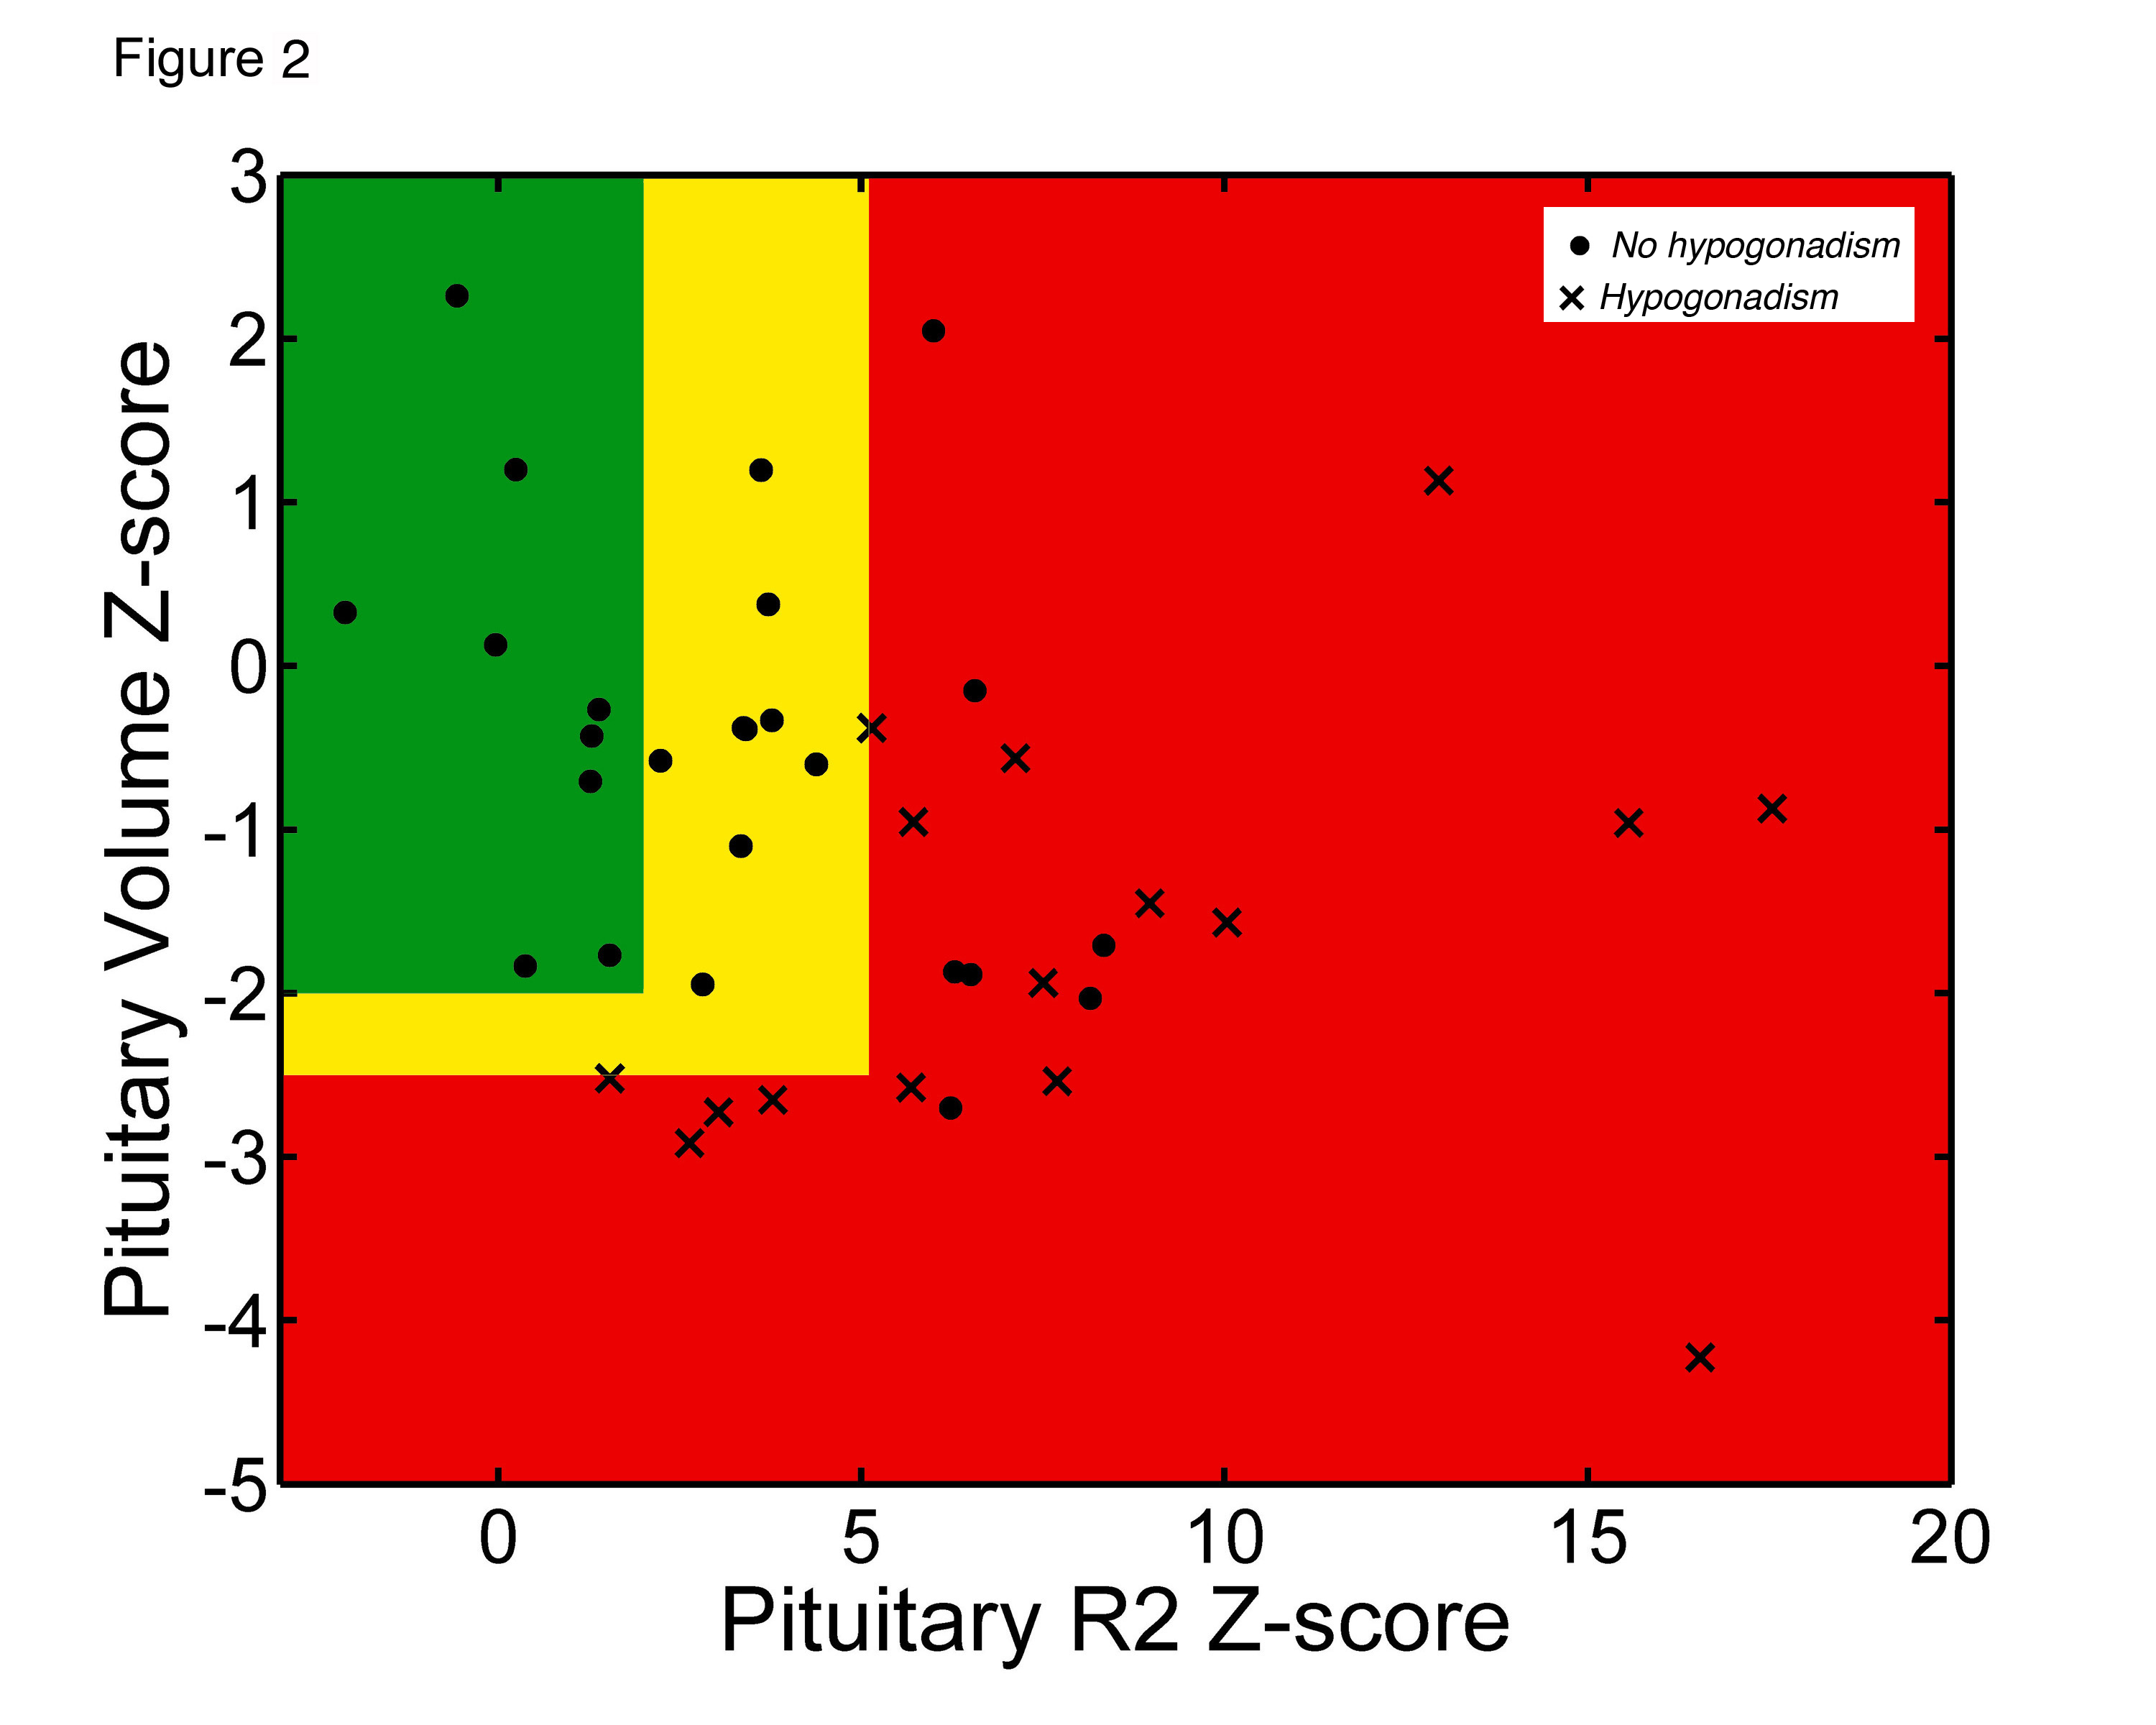 Figure 2
3
2
1
0
-1
-2
-3
-4
-5
Pituitary Volume Z-score
No hypogonadism
Hypogonadism
0 5 10 15 20
Pituitary R2 Z-score